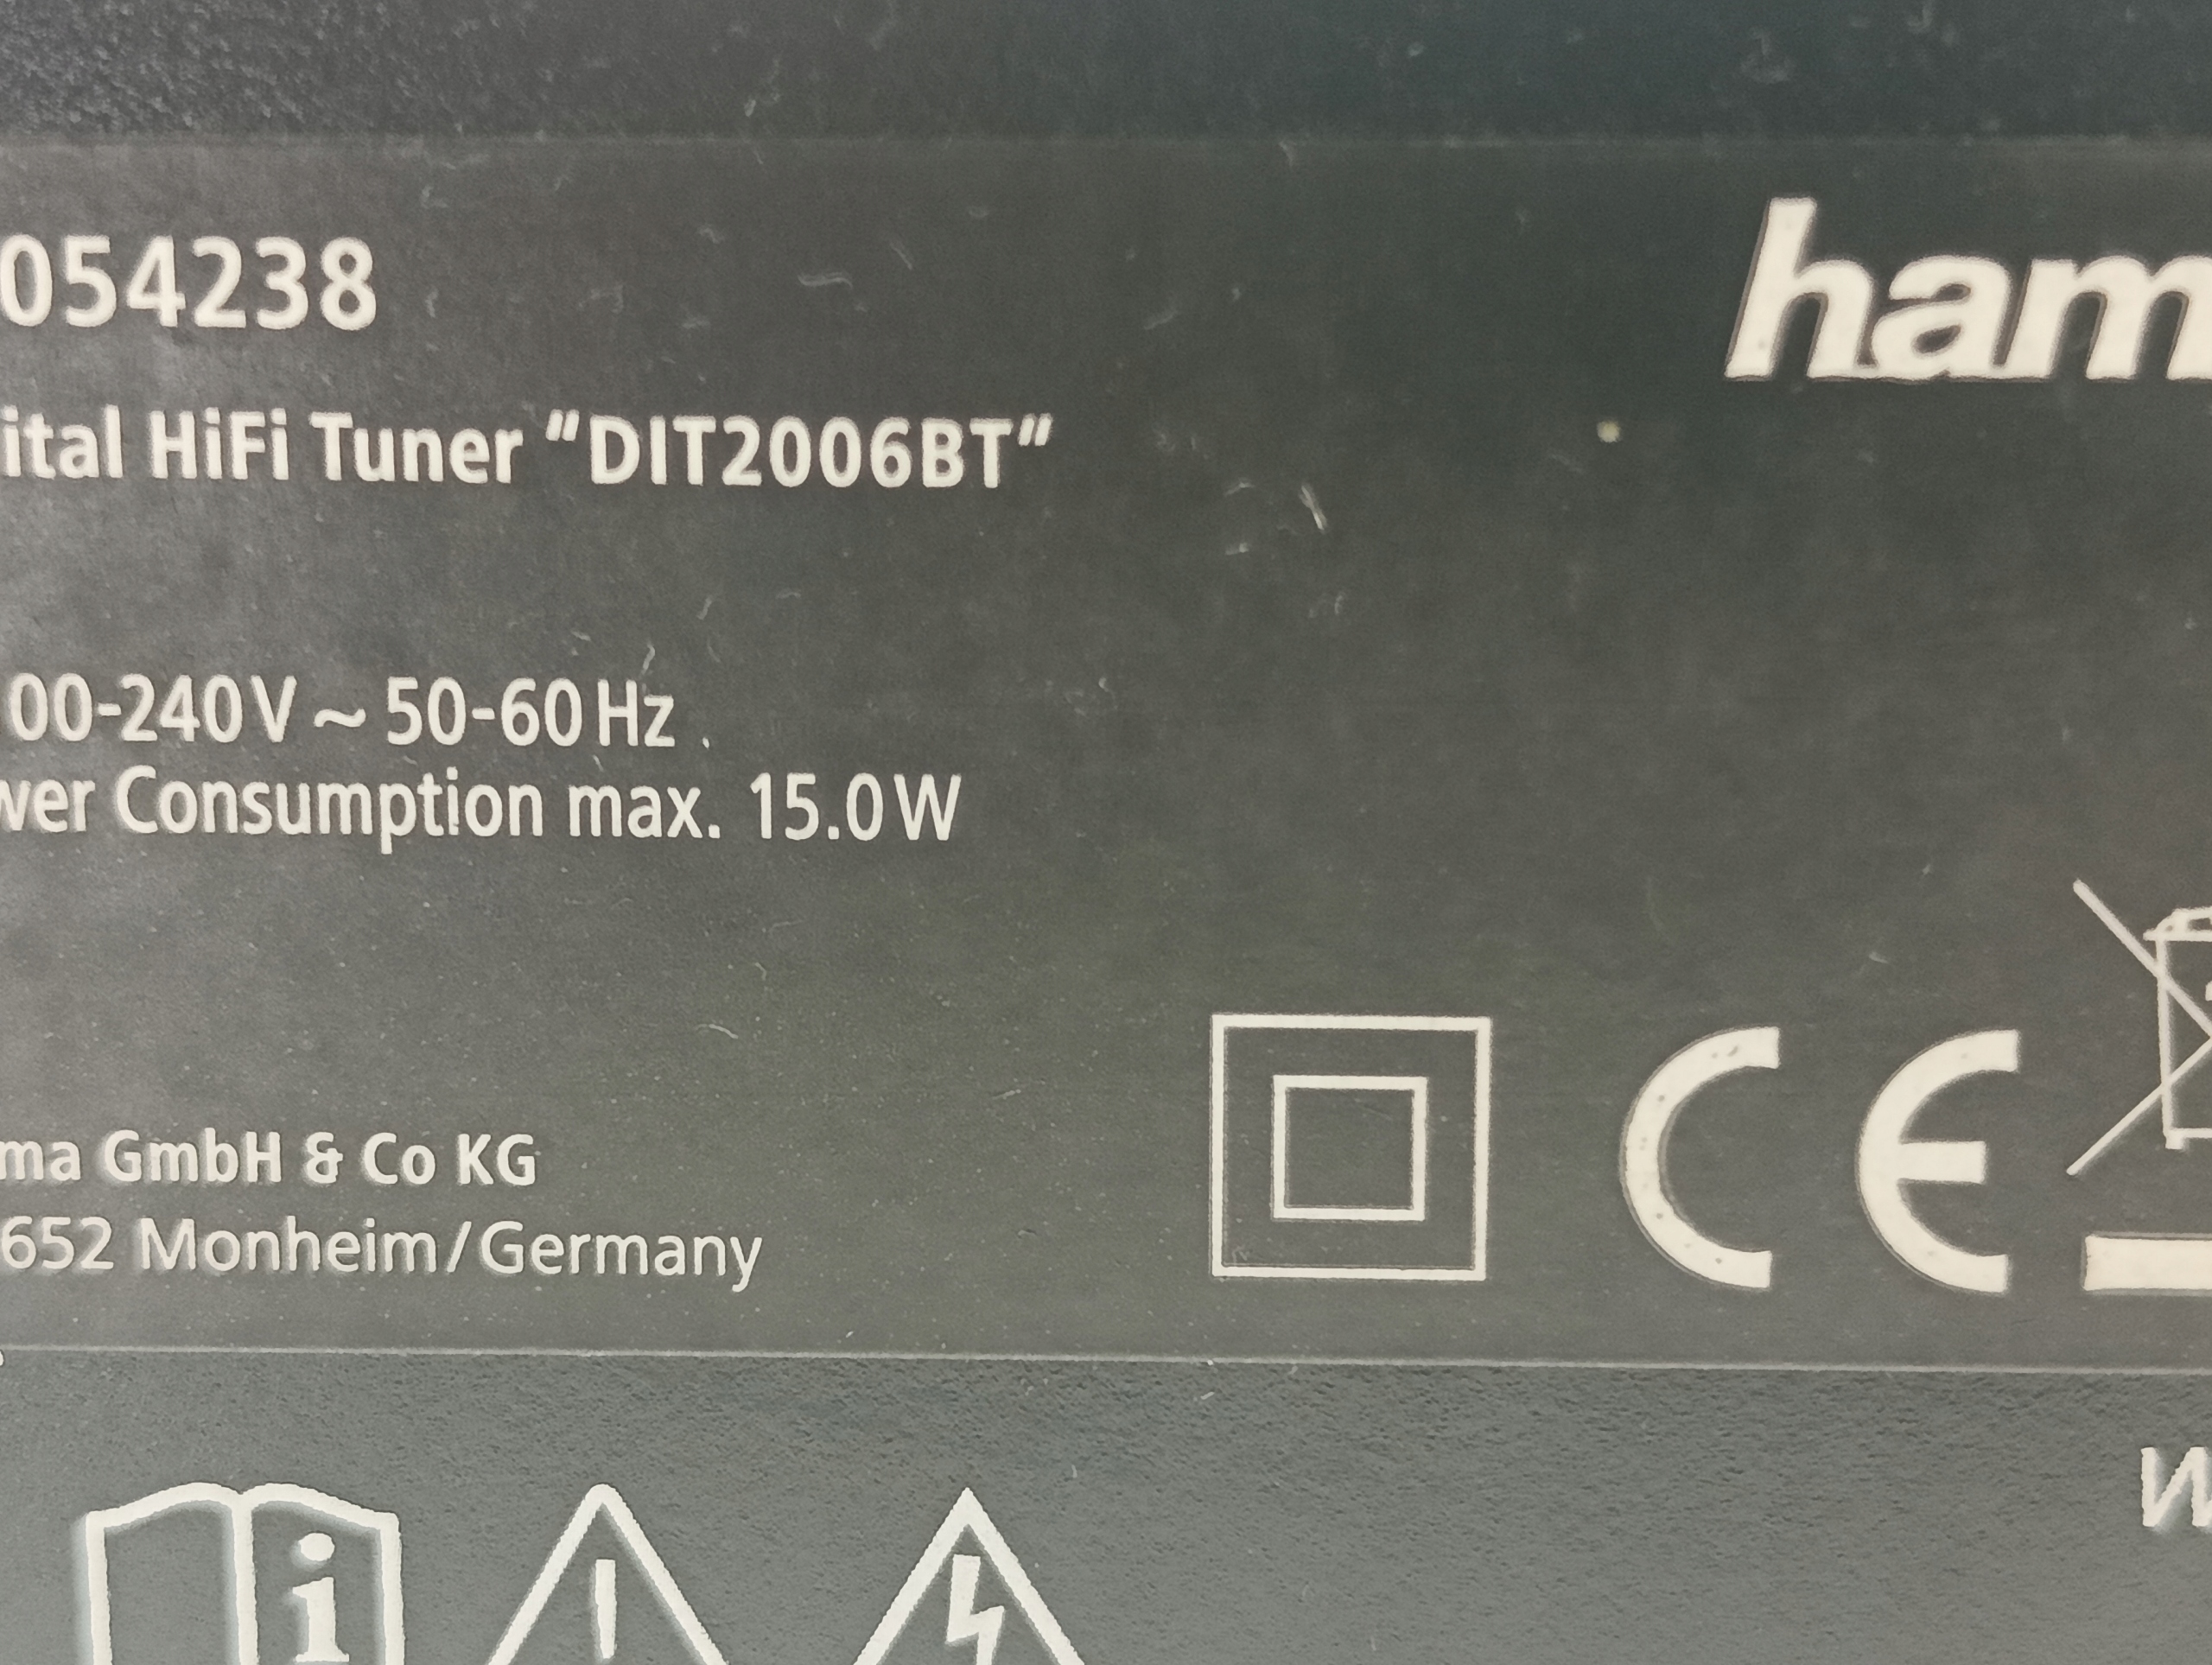 054238
ham
ital HiFi Tuner "DIT2006BT"
00-240V ~ 50-60Hz .
wer Consumption max. 15.0W
CE
ma GmbH & Co KG
652 Monheim/Germany
i